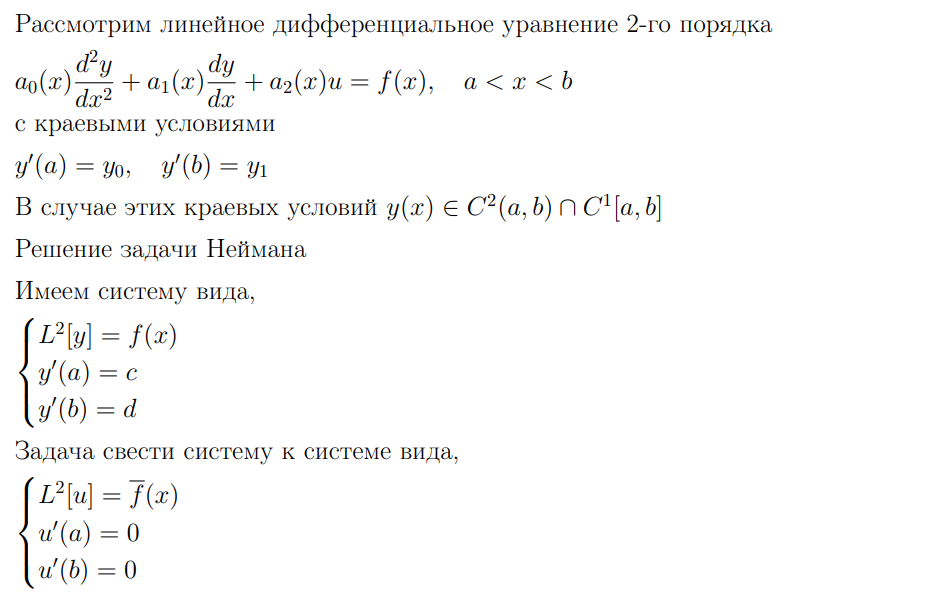 Рассмотрим линейное дифференциальное уравнение 2-го порядка
$a_0(x)\dfrac{d^2y}{dx^2} + a_1(x)\dfrac{dy}{dx} + a_2(x)u = f(x), \quad a < x < b$
с краевыми условиями
$y'(a) = y_0, \quad y'(b) = y_1$
В случае этих краевых условий $y(x) \in C^2(a, b) \cap C^1[a, b]$
Решение задачи Неймана
Имеем систему вида,
$\begin{cases} L^2[y] = f(x) \\ y'(a) = c \\ y'(b) = d \end{cases}$
Задача свести систему к системе вида,
$\begin{cases} L^2[u] = \overline{f}(x) \\ u'(a) = 0 \\ u'(b) = 0 \end{cases}$